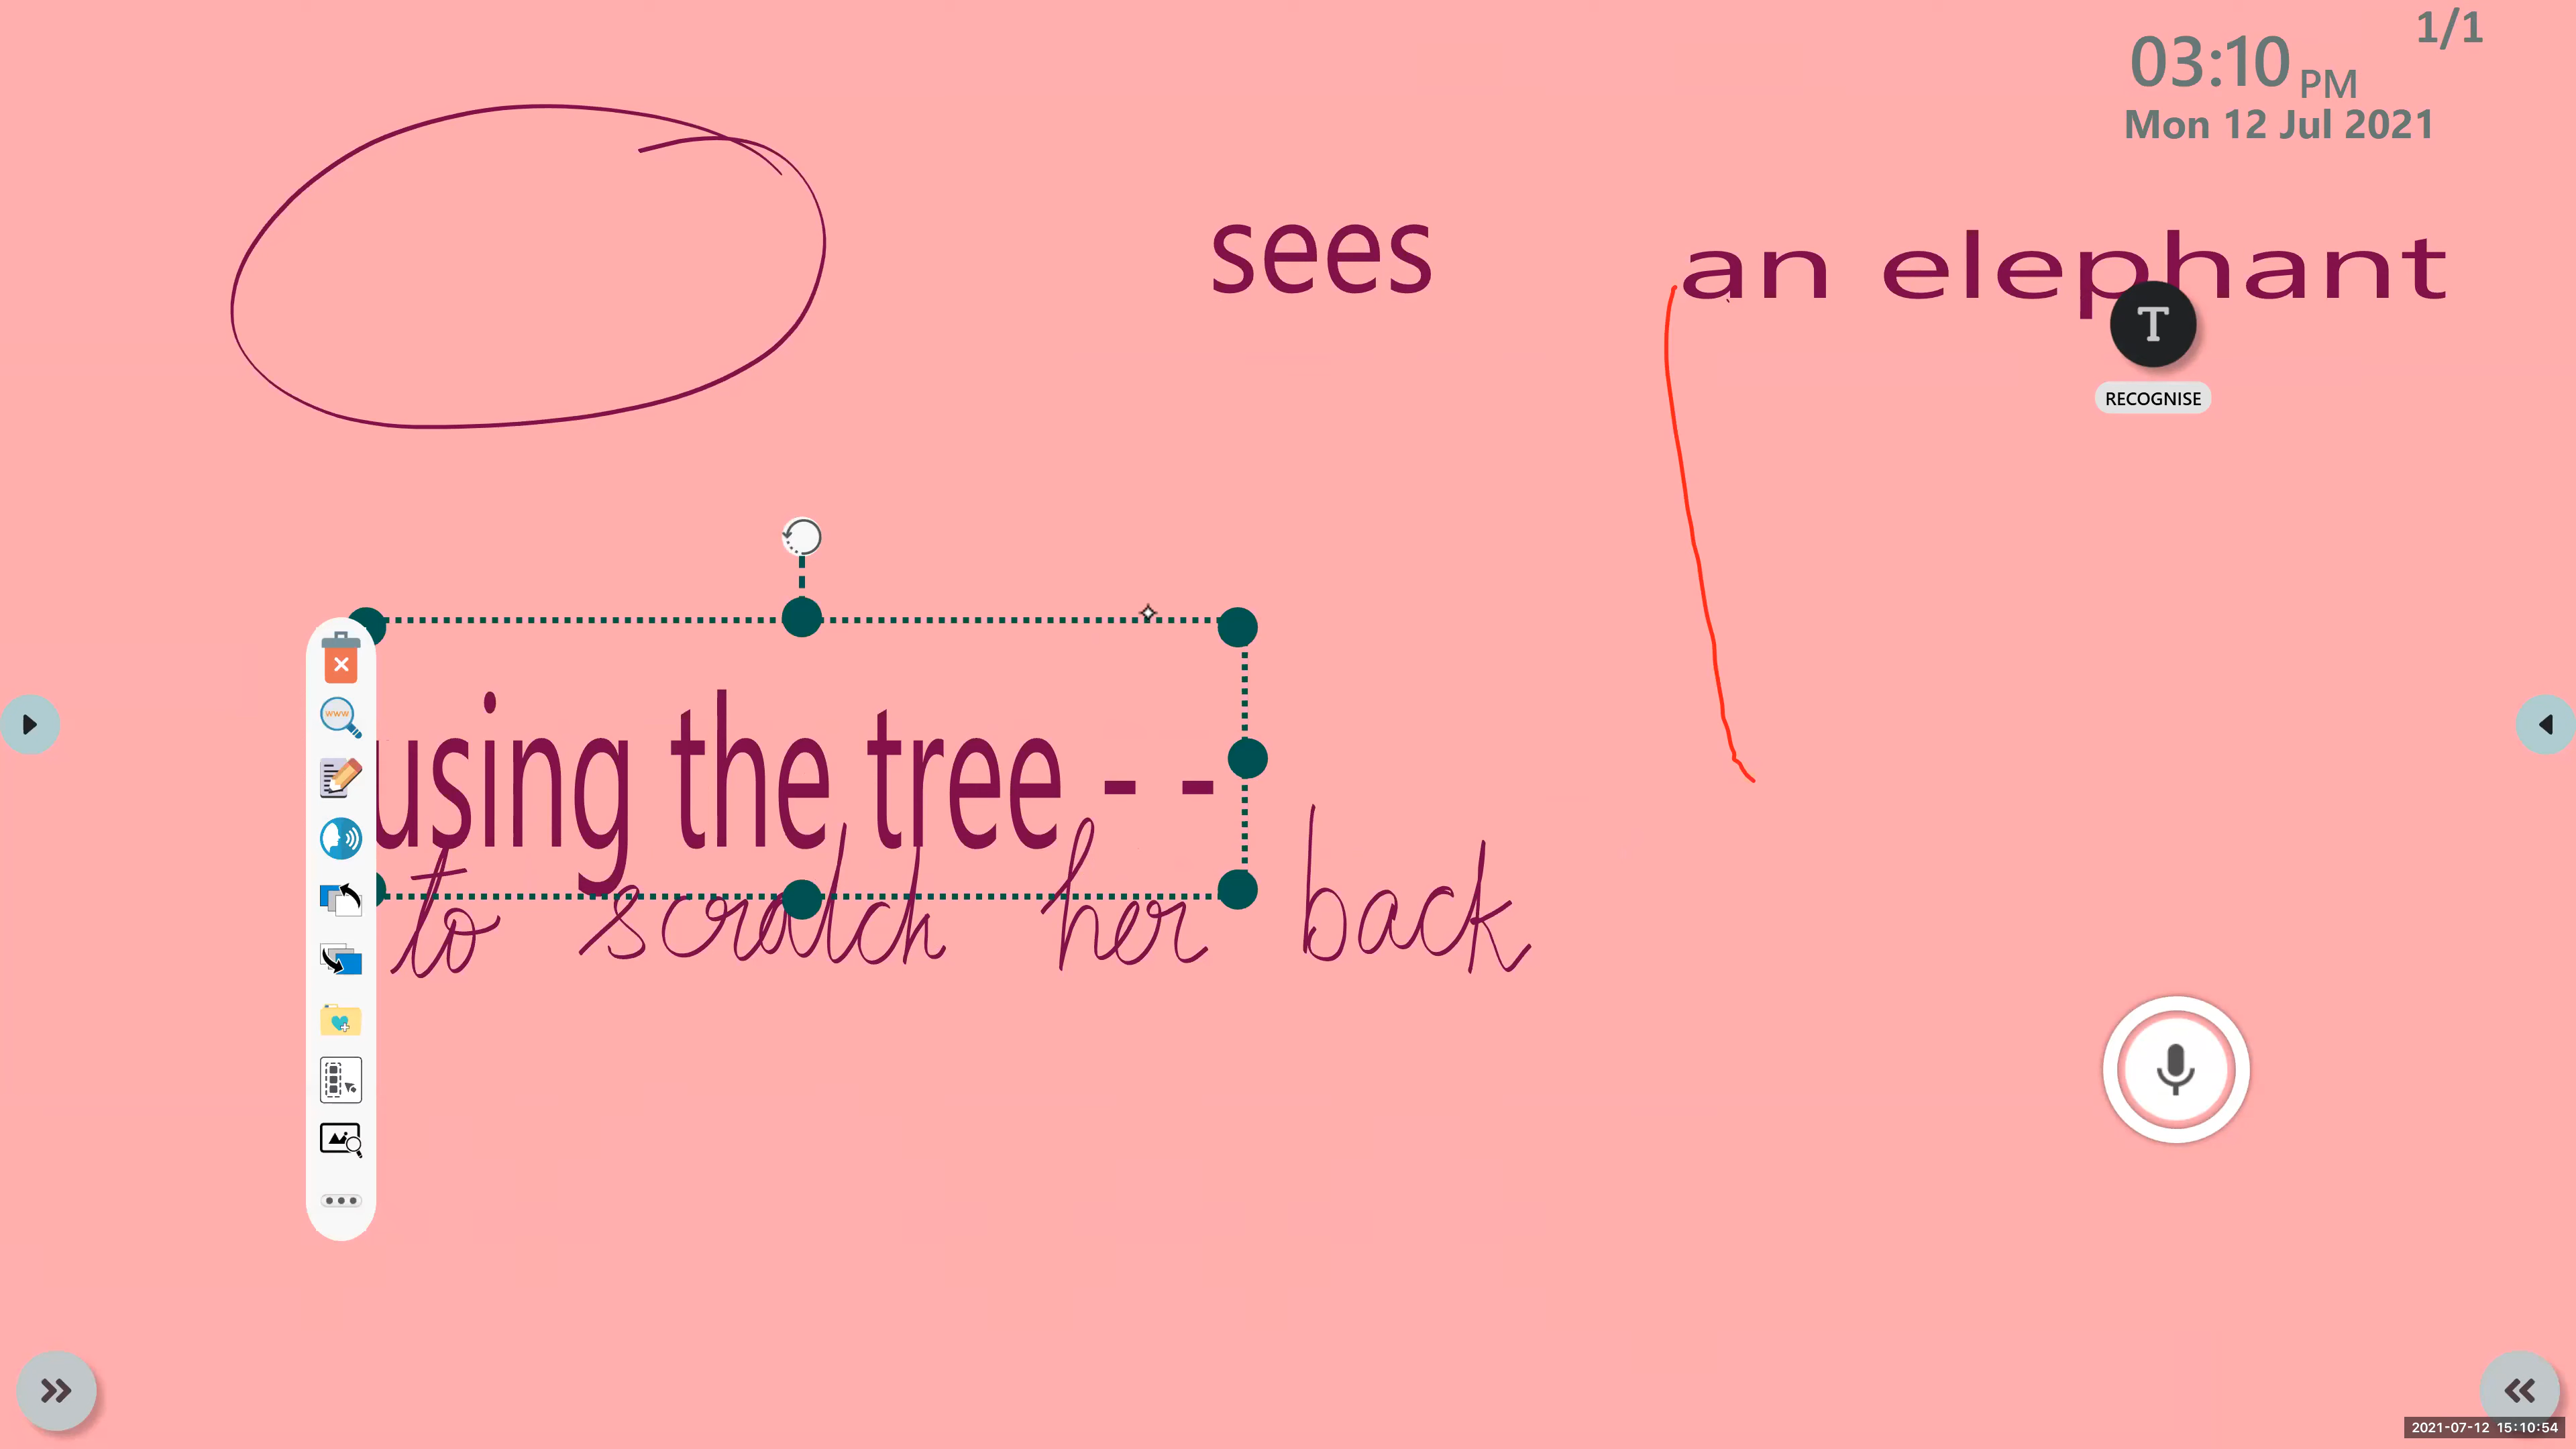 1/1
03:10 PM
Mon 12 Jul 2021
sees an elephant
T
RECOGNISE
www
using the tree - -
to scratch her back
2021-07-12 15:10:54